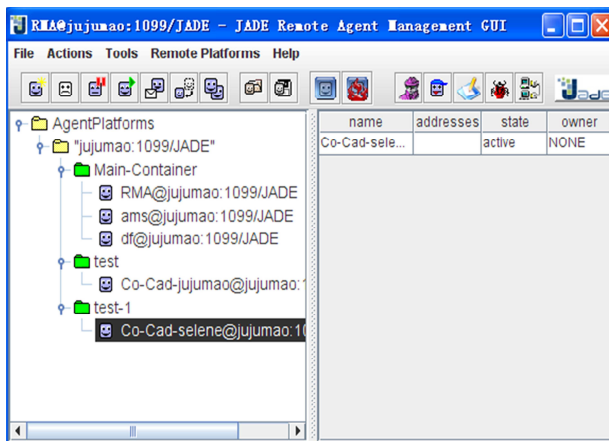 RMA@jujumao:1099/JADE - JADE Remote Agent Management GUI
File Actions Tools Remote Platforms Help
Jade
AgentPlatforms
"jujumao:1099/JADE"
Main-Container
RMA@jujumao:1099/JADE
ams@jujumao:1099/JADE
df@jujumao:1099/JADE
test
Co-Cad-jujumao@jujumao:1
test-1
Co-Cad-selene@jujumao:10
name addresses state owner
Co-Cad-sele... active NONE